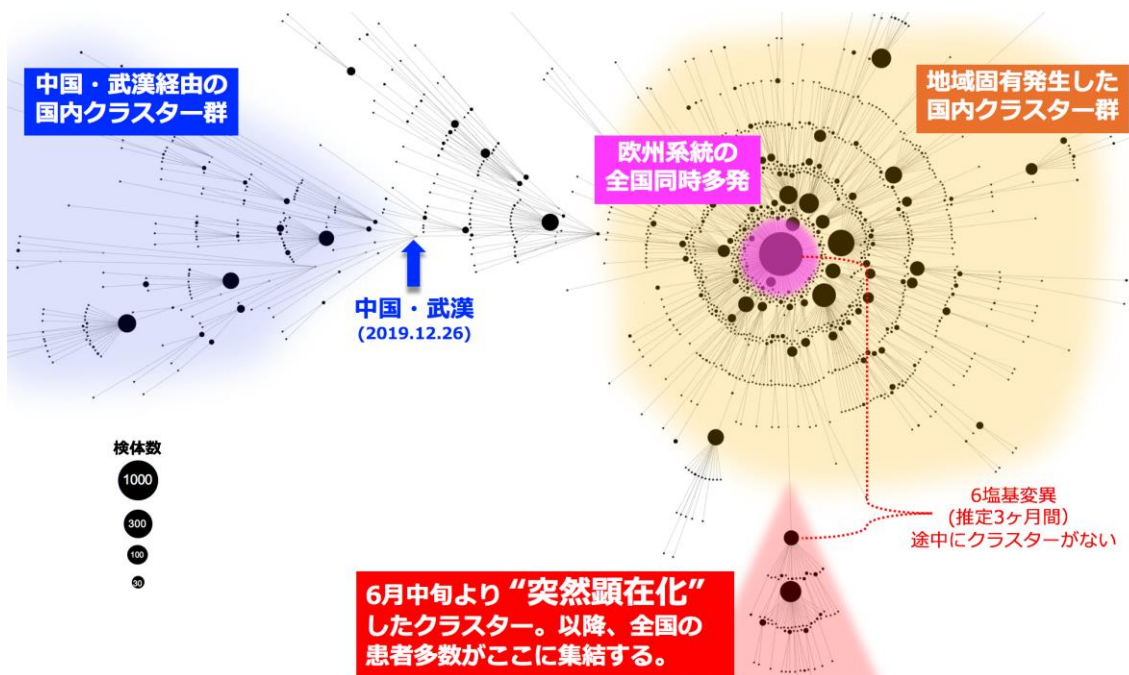 中国・武漢経由の
国内クラスター群
地域固有発生した
国内クラスター群
欧州系統の
全国同時多発
中国・武漢
(2019.12.26)
検体数
1000
300
100
30
6塩基変異
(推定3ヶ月間)
途中にクラスターがない
6月中旬より “突然顕在化”
したクラスター。以降、全国の
患者多数がここに集結する。